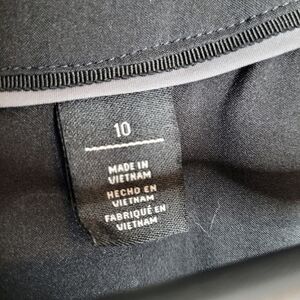 10
MADE IN
VIETNAM
HECHO EN
VIETNAM
FABRIQUÉ EN
VIETNAM